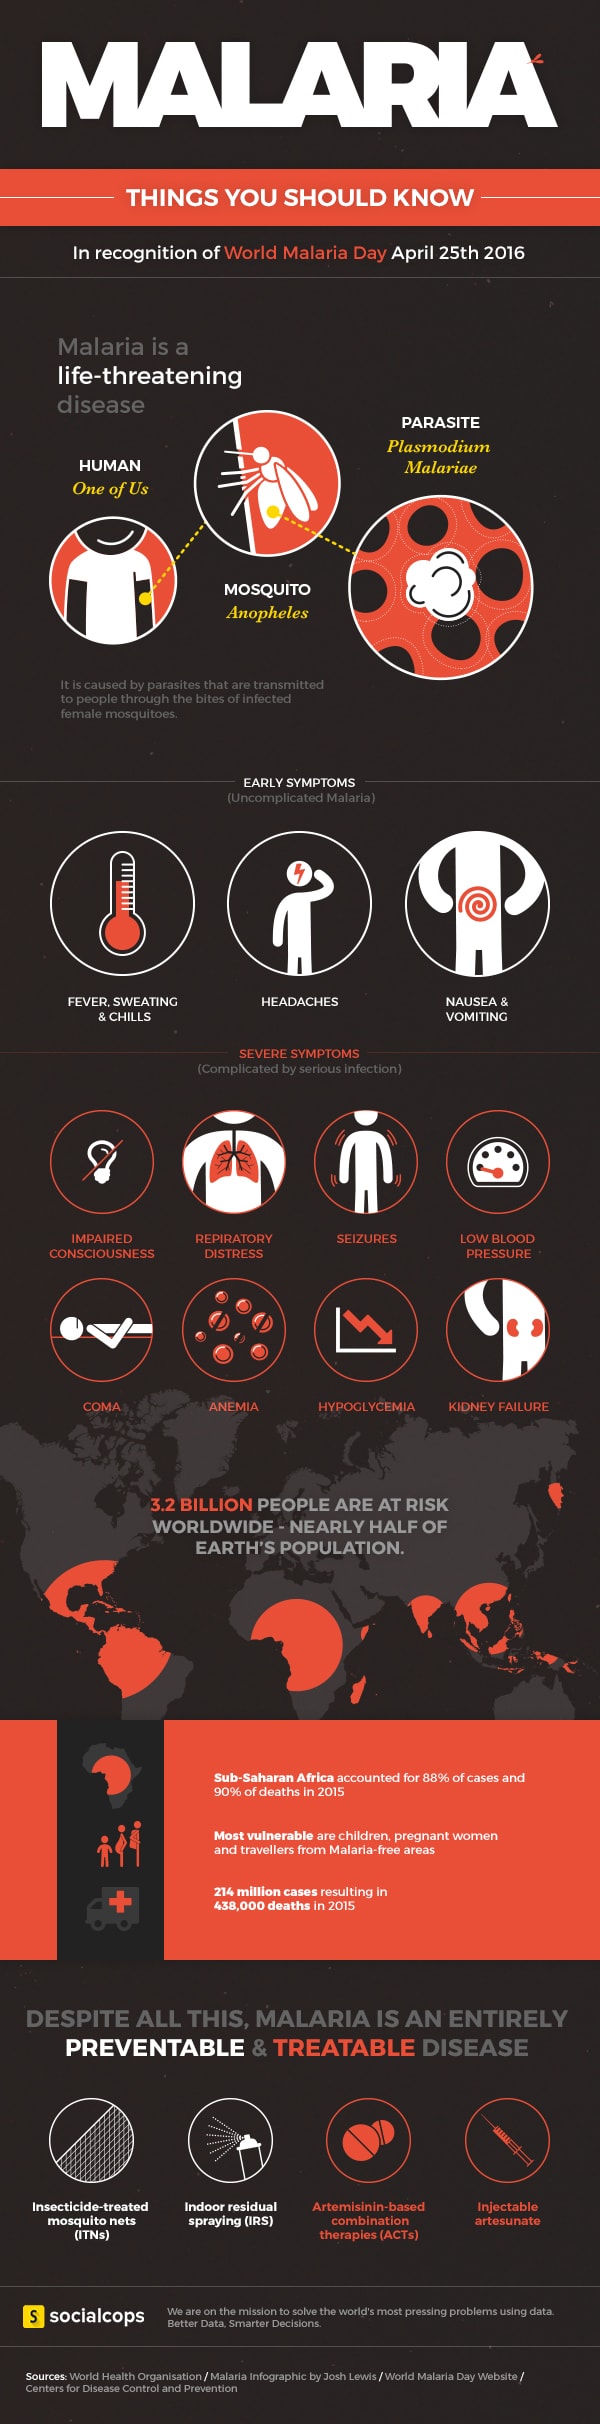 MALARIA
THINGS YOU SHOULD KNOW
In recognition of World Malaria Day April 25th 2016
Malaria is a
life-threatening
disease
HUMAN
One of Us
MOSQUITO
Anopheles
PARASITE
Plasmodium
Malariae
It is caused by parasites that are transmitted
to people through the bites of infected
female mosquitoes.
EARLY SYMPTOMS
(Uncomplicated Malaria)
FEVER, SWEATING
& CHILLS
HEADACHES
NAUSEA &
VOMITING
SEVERE SYMPTOMS
(Complicated by serious infection)
IMPAIRED
CONSCIOUSNESS
REPIRATORY
DISTRESS
SEIZURES
LOW BLOOD
PRESSURE
COMA
ANEMIA
HYPOGLYCEMIA
KIDNEY FAILURE
3.2 BILLION PEOPLE ARE AT RISK
WORLDWIDE - NEARLY HALF OF
EARTH'S POPULATION.
Sub-Saharan Africa accounted for 88% of cases and
90% of deaths in 2015
Most vulnerable are children, pregnant women
and travellers from Malaria-free areas
214 million cases resulting in
438,000 deaths in 2015
DESPITE ALL THIS, MALARIA IS AN ENTIRELY
PREVENTABLE & TREATABLE DISEASE
Insecticide-treated
mosquito nets
(ITNs)
Indoor residual
spraying (IRS)
Artemisinin-based
combination
therapies (ACTs)
Injectable
artesunate
S socialcops
We are on the mission to solve the world's most pressing problems using data.
Better Data, Smarter Decisions.
Sources: World Health Organisation / Malaria Infographic by Josh Lewis / World Malaria Day Website /
Centers for Disease Control and Prevention